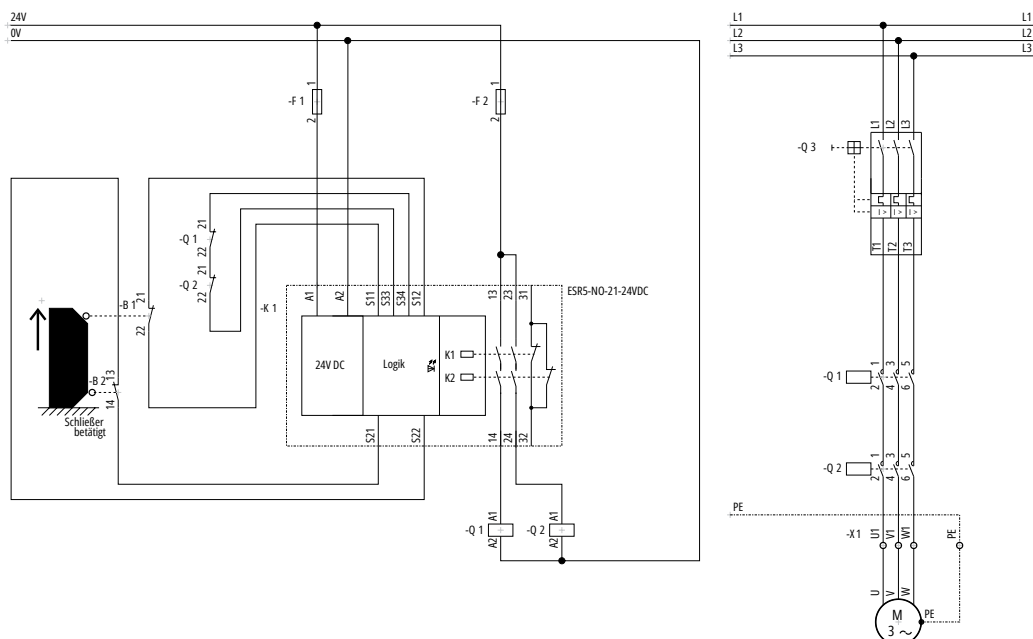 24V
0V
1
-F 1
2
1
-F 2
2
21
-Q 1
22
21
-Q 2
22
-K 1
A1
A2
S11
S33
S34
S12
13
23
31
ESR5-NO-21-24VDC
21
-B 1
22
-B 2
13
14
Schließer
betätigt
24V DC
Logik
K1
K2
S21
S22
14
24
32
-Q 1
A1
A2
-Q 2
A1
A2
L1
L1
L2
L2
L3
L3
L1
L2
L3
-Q 3
I >
I >
I >
T1
T2
T3
-Q 1
1
3
5
2
4
6
-Q 2
1
3
5
2
4
6
PE
-X 1
U1
V1
W1
PE
U
V
W
M
3 ~
PE